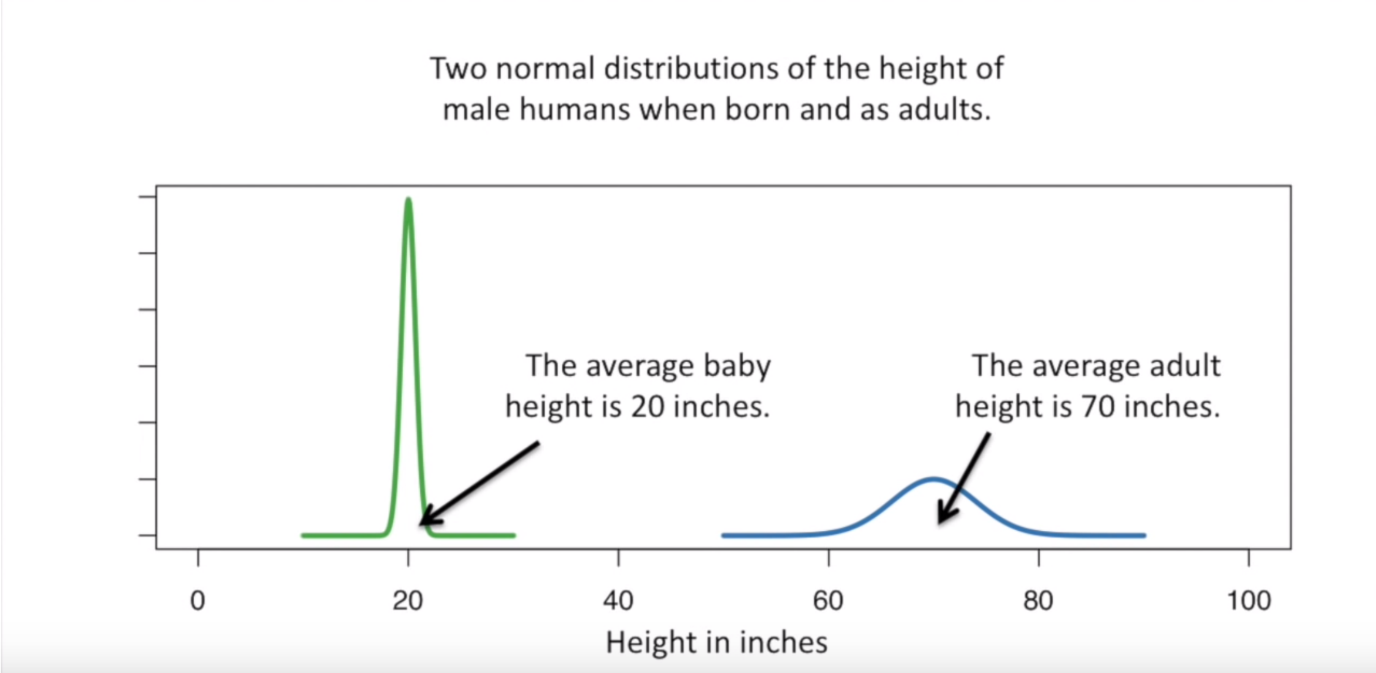 Two normal distributions of the height of
male humans when born and as adults.
The average baby
height is 20 inches.
The average adult
height is 70 inches.
0 20 40 60 80 100
Height in inches